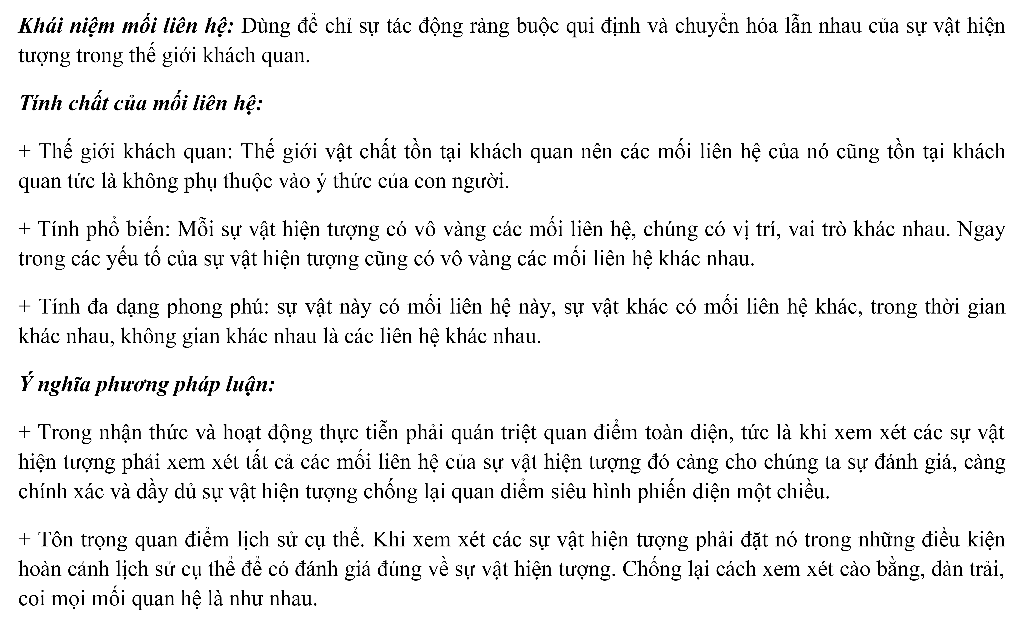 Khái niệm mối liên hệ: Dùng để chỉ sự tác động ràng buộc qui định và chuyển hóa lẫn nhau của sự vật hiện
tượng trong thế giới khách quan.
Tính chất của mối liên hệ:
+ Thế giới khách quan: Thế giới vật chất tồn tại khách quan nên các mối liên hệ của nó cũng tồn tại khách
quan tức là không phụ thuộc vào ý thức của con người.
+ Tính phổ biến: Mỗi sự vật hiện tượng có vô vàng các mối liên hệ, chúng có vị trí, vai trò khác nhau. Ngay
trong các yếu tố của sự vật hiện tượng cũng có vô vàng các mối liên hệ khác nhau.
+ Tính đa dạng phong phú: sự vật này có mối liên hệ này, sự vật khác có mối liên hệ khác, trong thời gian
khác nhau, không gian khác nhau là các liên hệ khác nhau.
Ý nghĩa phương pháp luận:
+ Trong nhận thức và hoạt động thực tiễn phải quán triệt quan điểm toàn diện, tức là khi xem xét các sự vật
hiện tượng phải xem xét tất cả các mối liên hệ của sự vật hiện tượng đó càng cho chúng ta sự đánh giá, càng
chính xác và đầy đủ sự vật hiện tượng chống lại quan điểm siêu hình phiến diện một chiều.
+ Tôn trọng quan điểm lịch sử cụ thể. Khi xem xét các sự vật hiện tượng phải đặt nó trong những điều kiện
hoàn cảnh lịch sử cụ thể để có đánh giá đúng về sự vật hiện tượng. Chống lại cách xem xét cào bằng, dàn trải,
coi mọi mối quan hệ là như nhau.